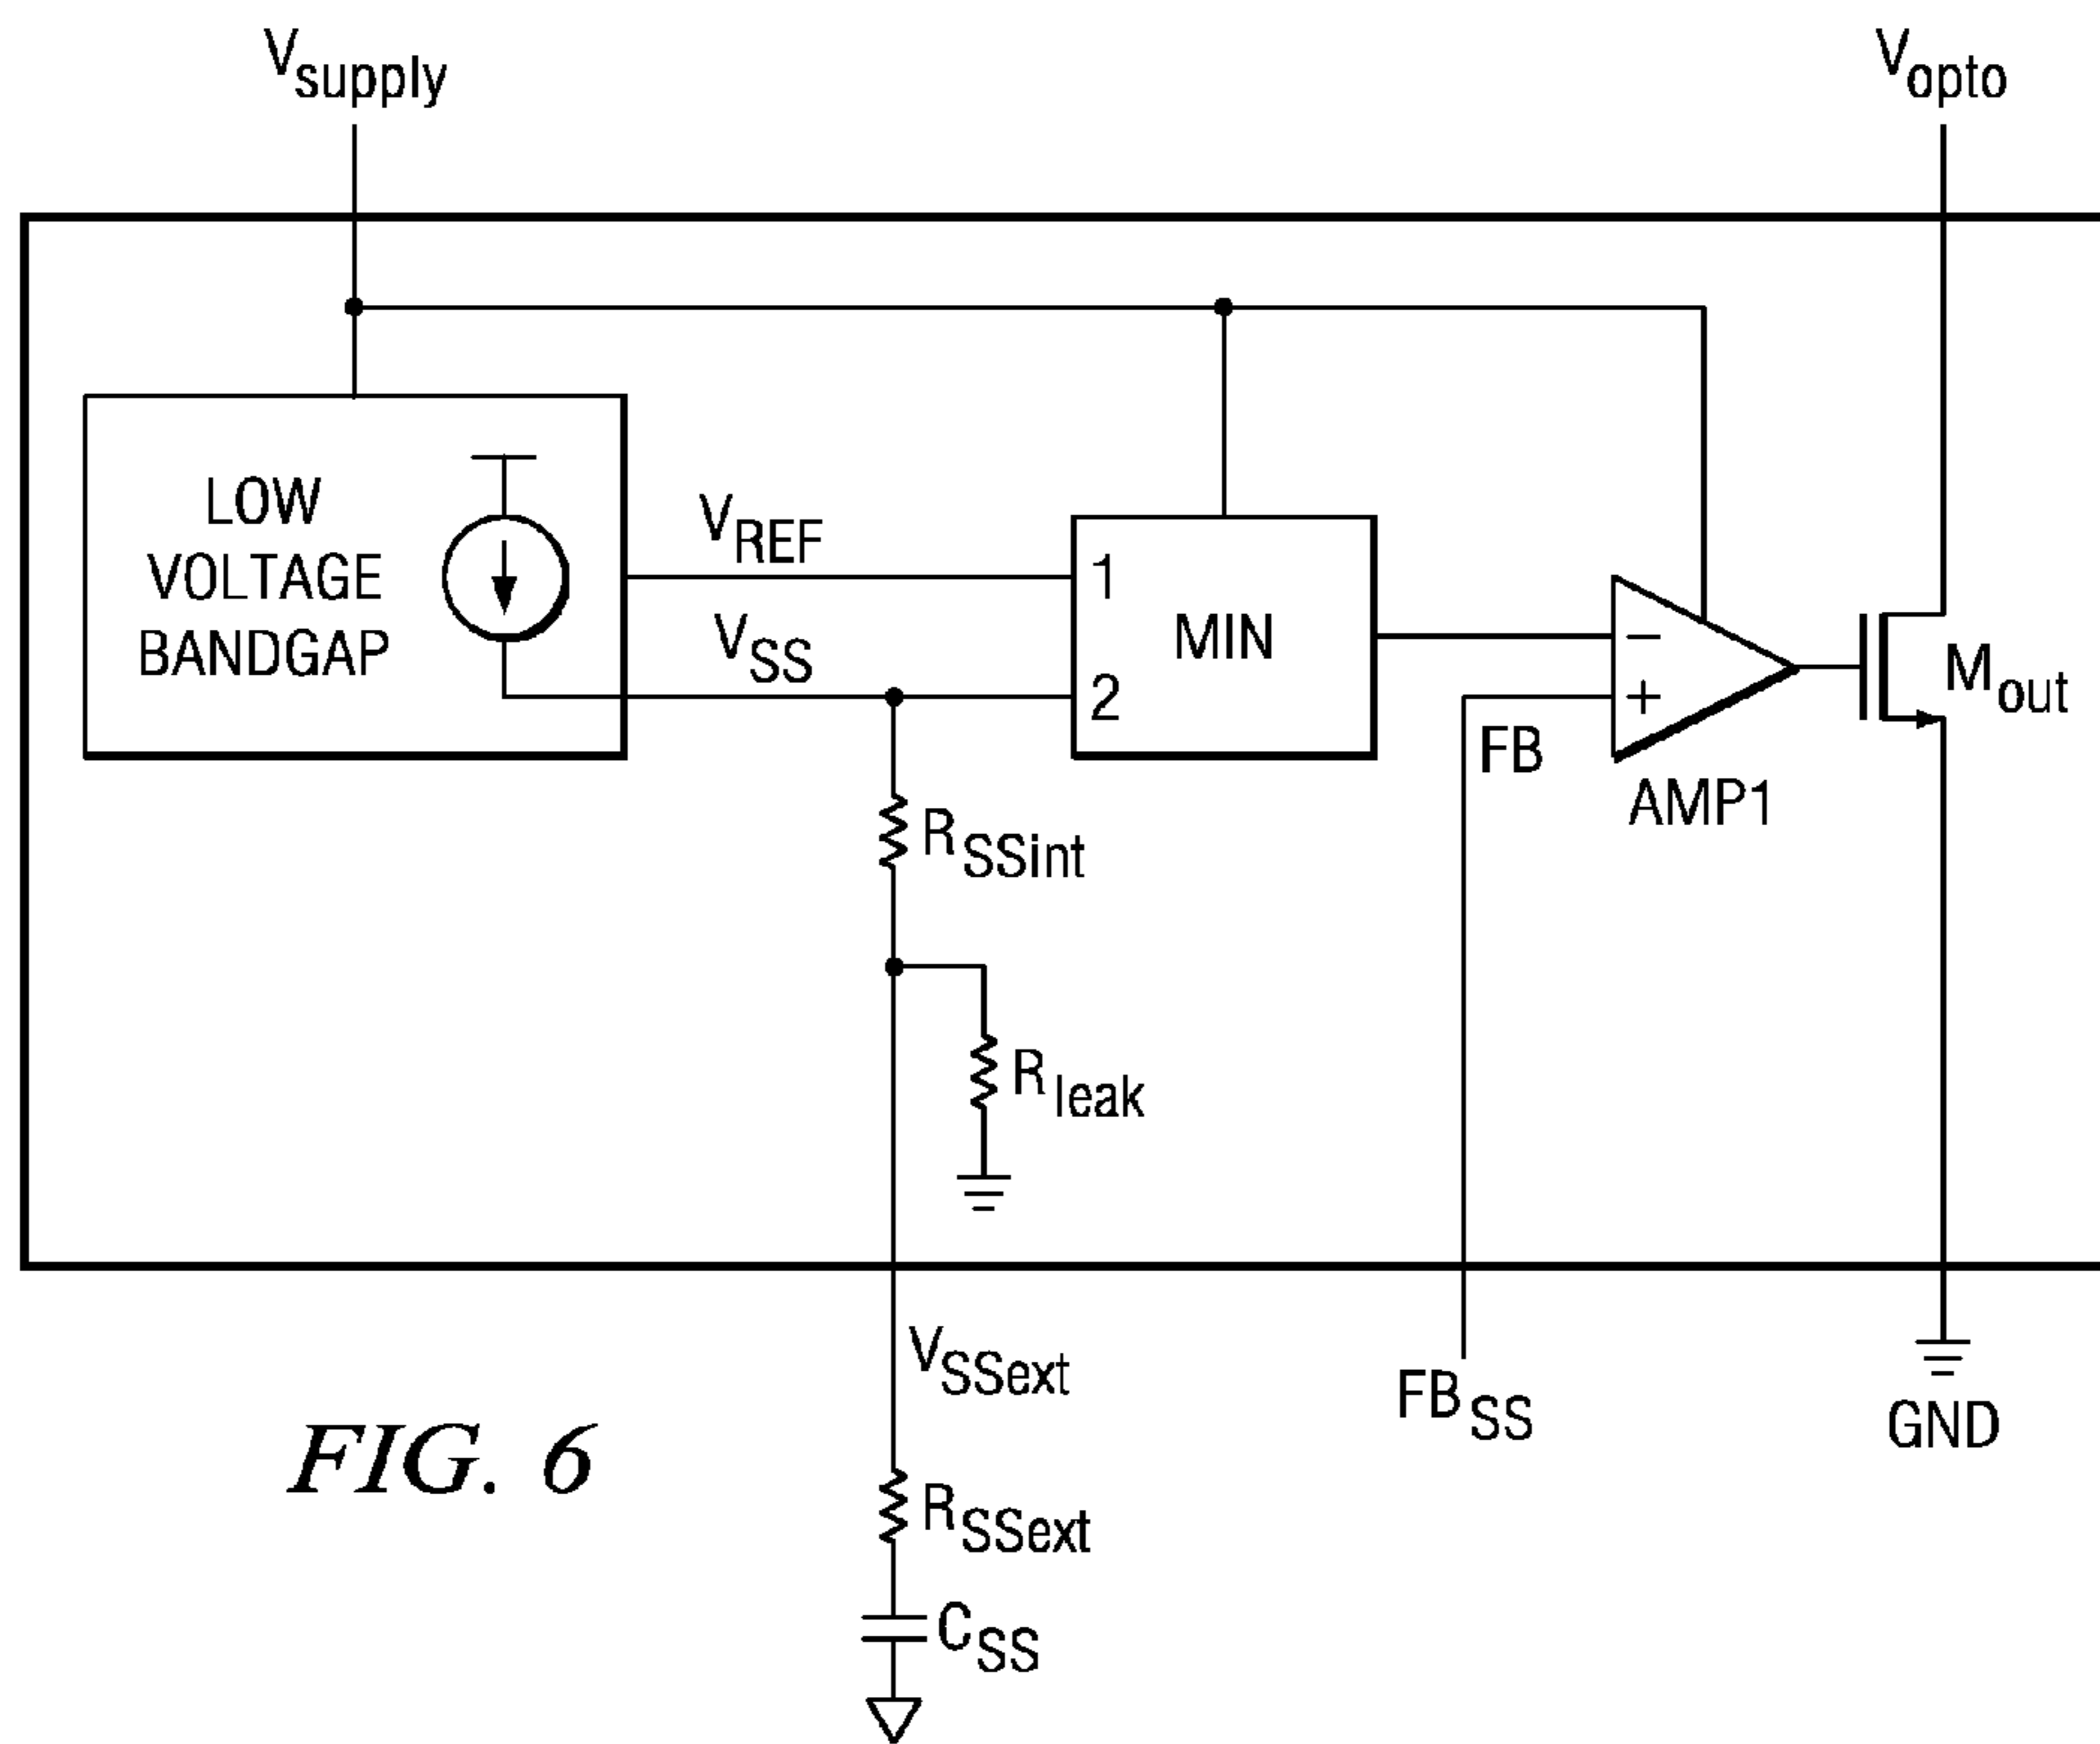 Vsupply
Vopto
LOW
VOLTAGE
BANDGAP
VREF
VSS
1
2
MIN
−
+
FB
AMP1
Mout
RSSint
Rleak
VSSext
FBSS
GND
FIG. 6
RSSext
CSS